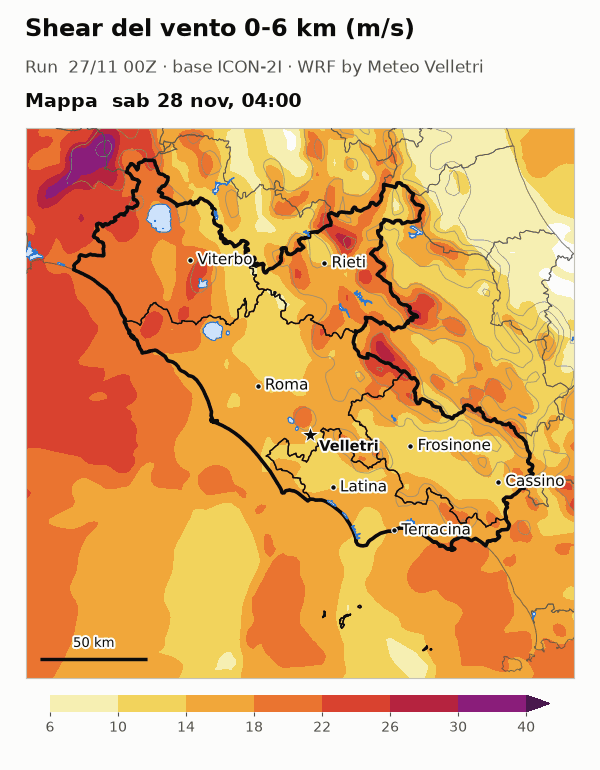 Shear del vento 0-6 km (m/s)
Run  27/11 00Z · base ICON-2I · WRF by Meteo Velletri
Mappa  sab 28 nov, 04:00
Viterbo
Rieti
Roma
Velletri
Frosinone
Cassino
Latina
Terracina
50 km
6 10 14 18 22 26 30 40